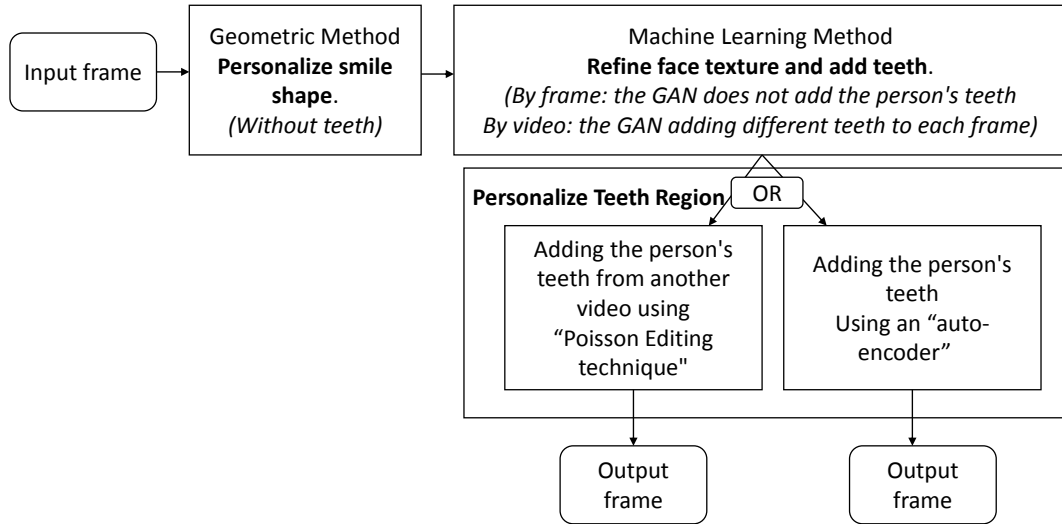 Input frame
Geometric Method
Personalize smile
shape.
(Without teeth)
Machine Learning Method
Refine face texture and add teeth.
(By frame: the GAN does not add the person's teeth
By video: the GAN adding different teeth to each frame)
Personalize Teeth Region
OR
Adding the person's
teeth from another
video using
“Poisson Editing
technique"
Adding the person's
teeth
Using an “auto-
encoder”
Output
frame
Output
frame